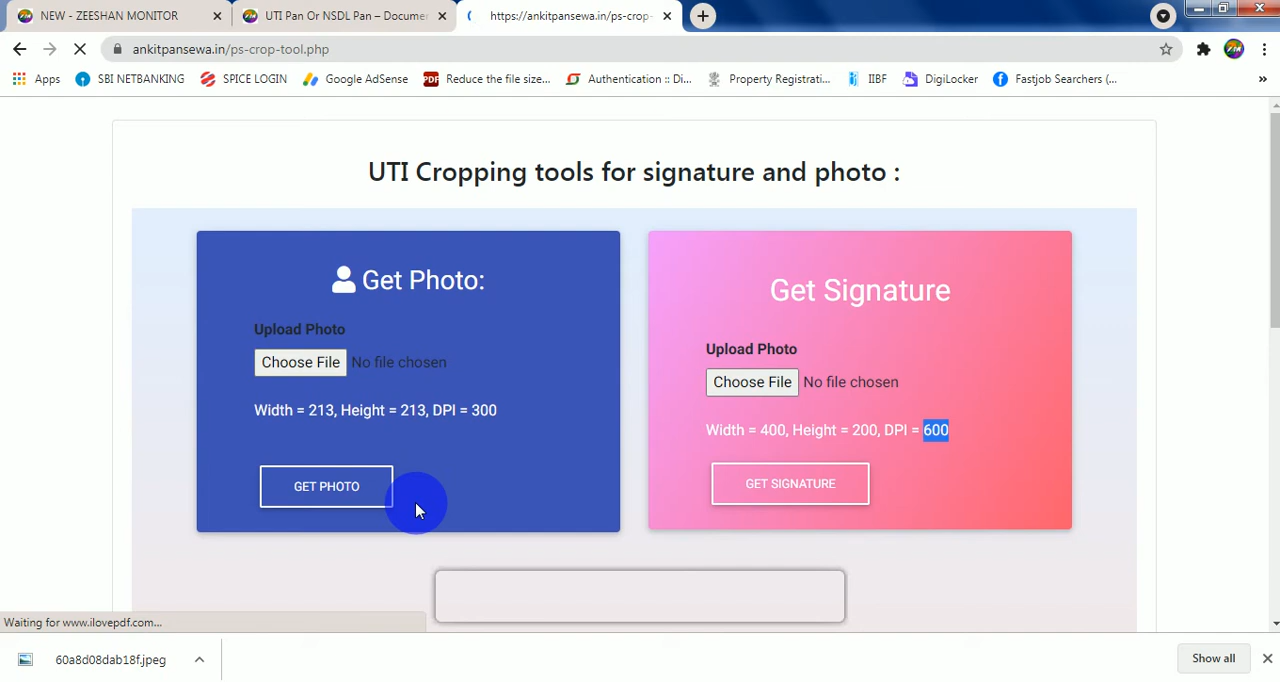 NEW - ZEESHAN MONITOR
UTI Pan Or NSDL Pan – Docume
https://ankitpansewa.in/ps-crop-
ankitpansewa.in/ps-crop-tool.php
Apps
SBI NETBANKING
SPICE LOGIN
Google AdSense
PDF
Reduce the file size...
Authentication :: Di...
Property Registrati...
IIBF
DigiLocker
Fastjob Searchers (...
»
UTI Cropping tools for signature and photo :
Get Photo:
Upload Photo
Choose File No file chosen
Width = 213, Height = 213, DPI = 300
GET PHOTO
Get Signature
Upload Photo
Choose File No file chosen
Width = 400, Height = 200, DPI = 600
GET SIGNATURE
Waiting for www.ilovepdf.com...
60a8d08dab18f.jpeg
Show all